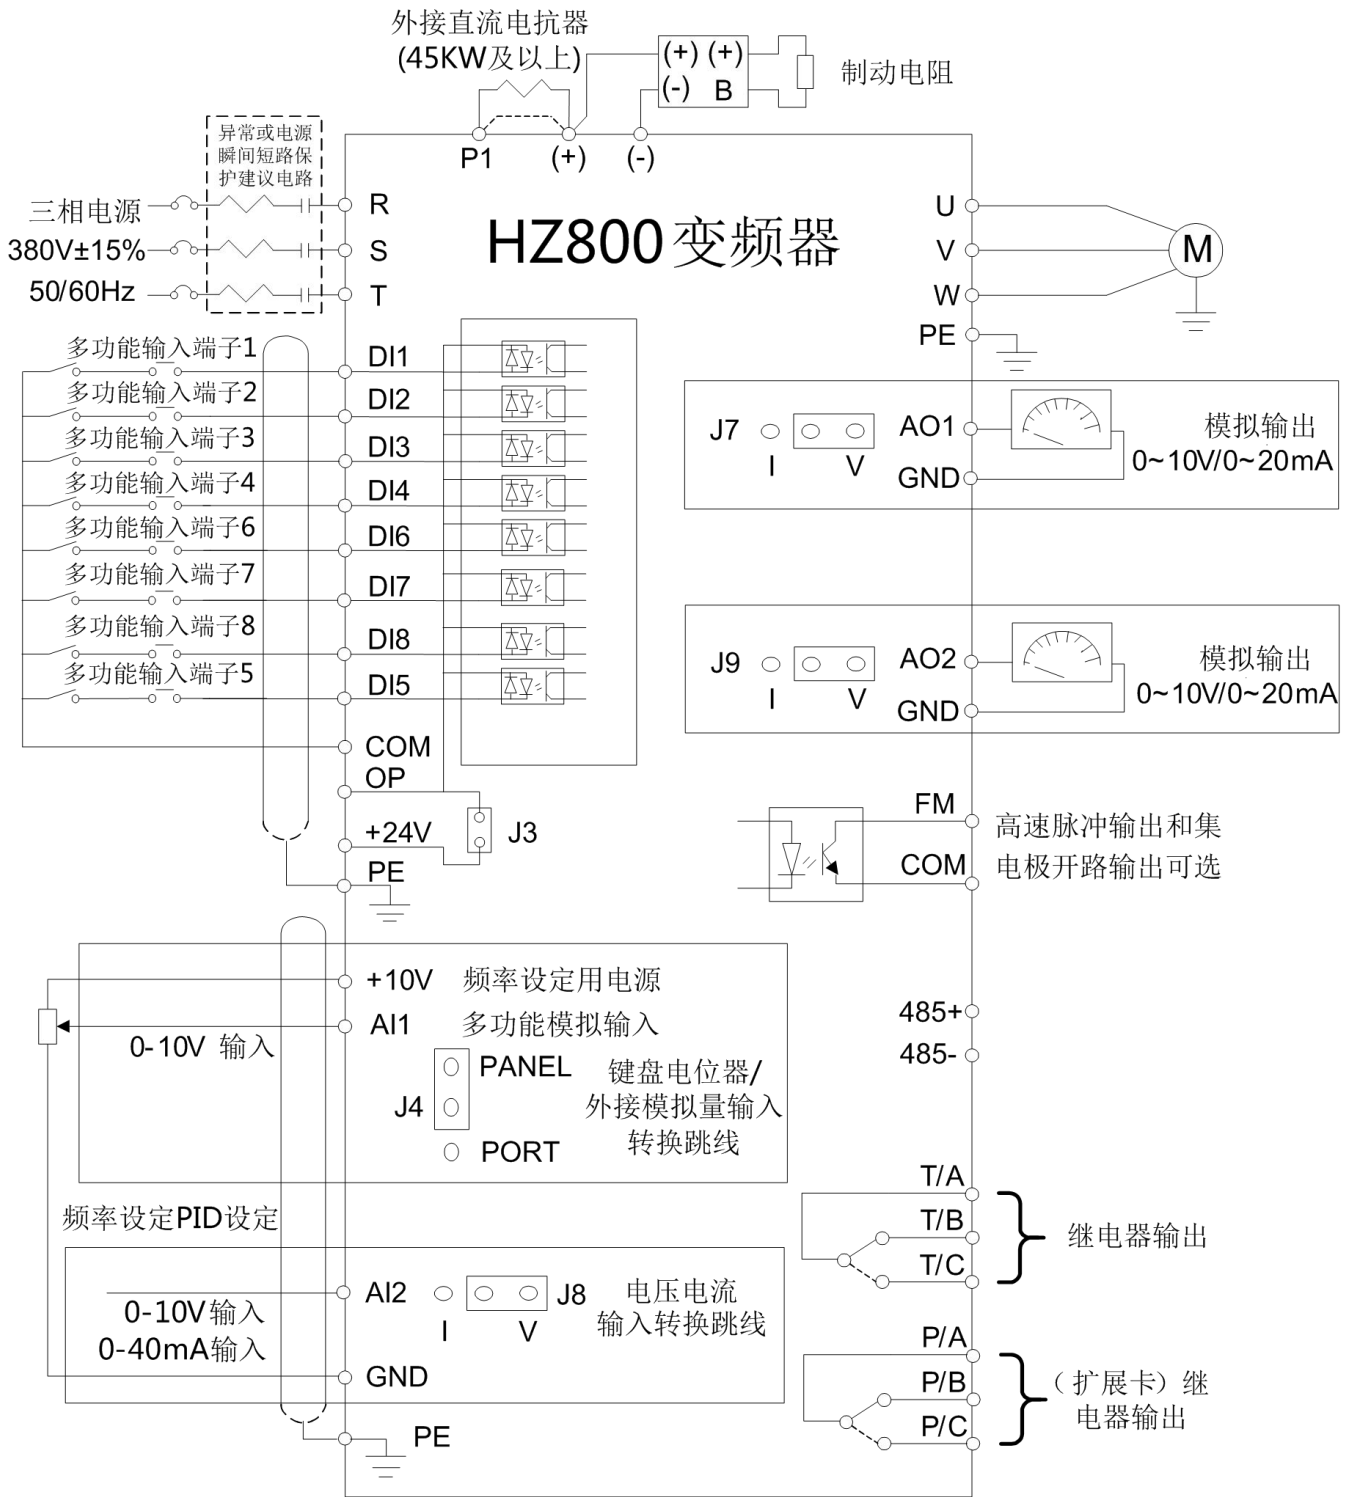 外接直流电抗器
(45KW及以上)
(+) (+)
(-) B
制动电阻
P1 (+) (-)
异常或电源
瞬间短路保
护建议电路
三相电源
380V±15%
50/60Hz
R
S
T
HZ800变频器
U
V
W
PE
M
多功能输入端子1
DI1
多功能输入端子2
DI2
多功能输入端子3
DI3
多功能输入端子4
DI4
多功能输入端子6
DI6
多功能输入端子7
DI7
多功能输入端子8
DI8
多功能输入端子5
DI5
COM
OP
+24V
J3
PE
J7
I V
AO1
GND
模拟输出
0~10V/0~20mA
J9
I V
AO2
GND
模拟输出
0~10V/0~20mA
FM
COM
高速脉冲输出和集
电极开路输出可选
+10V 频率设定用电源
AI1 多功能模拟输入
0-10V 输入
PANEL
J4
PORT
键盘电位器/
外接模拟量输入
转换跳线
485+
485-
频率设定PID设定
AI2
J8
I V
电压电流
输入转换跳线
0-10V输入
0-40mA输入
GND
PE
T/A
T/B
T/C
继电器输出
P/A
P/B
P/C
（扩展卡）继
电器输出